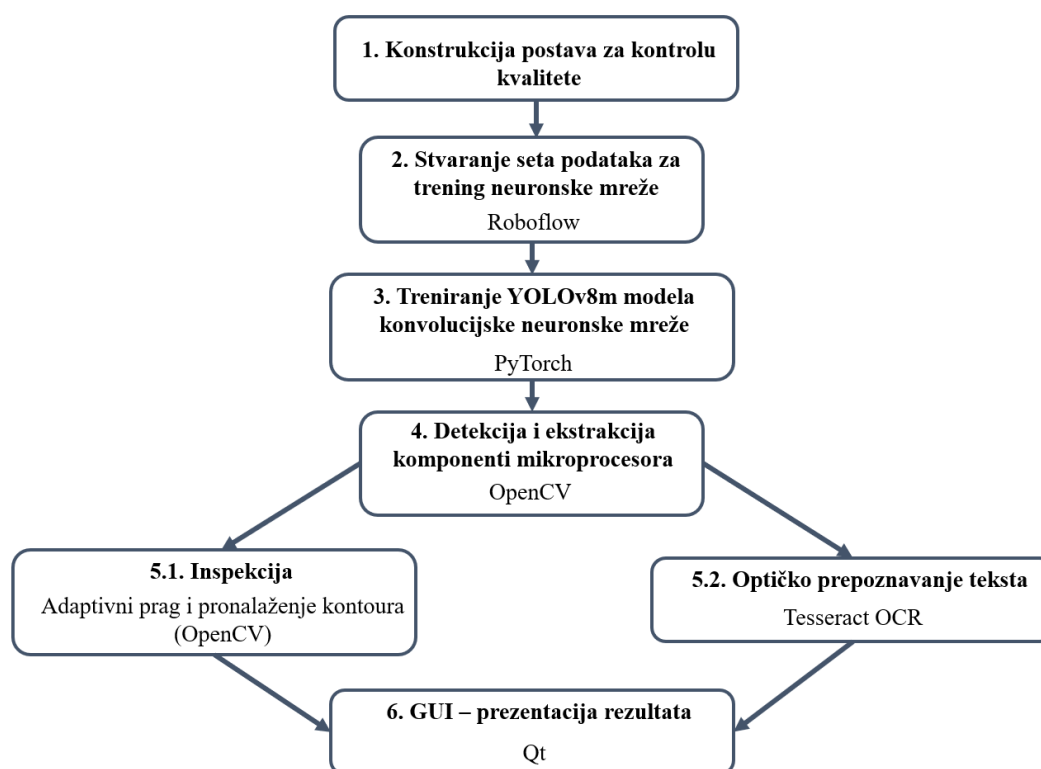 1. Konstrukcija postava za kontrolu
kvalitete
2. Stvaranje seta podataka za
trening neuronske mreže
Roboflow
3. Treniranje YOLOv8m modela
konvolucijske neuronske mreže
PyTorch
4. Detekcija i ekstrakcija
komponenti mikroprocesora
OpenCV
5.1. Inspekcija
Adaptivni prag i pronalaženje kontoura
(OpenCV)
5.2. Optičko prepoznavanje teksta
Tesseract OCR
6. GUI – prezentacija rezultata
Qt